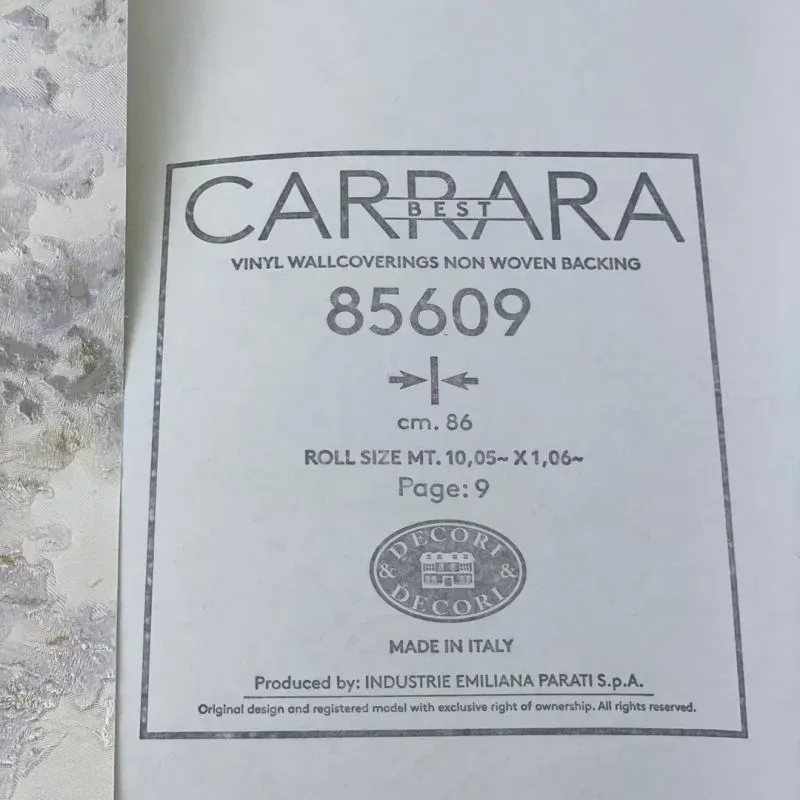 CARRARA
BEST
VINYL WALLCOVERINGS NON WOVEN BACKING
85609
cm. 86
ROLL SIZE MT. 10,05~ X 1,06~
Page: 9
DECORI
& &
DECORI
MADE IN ITALY
Produced by: INDUSTRIE EMILIANA PARATI S.p.A.
Original design and registered model with exclusive right of ownership. All rights reserved.